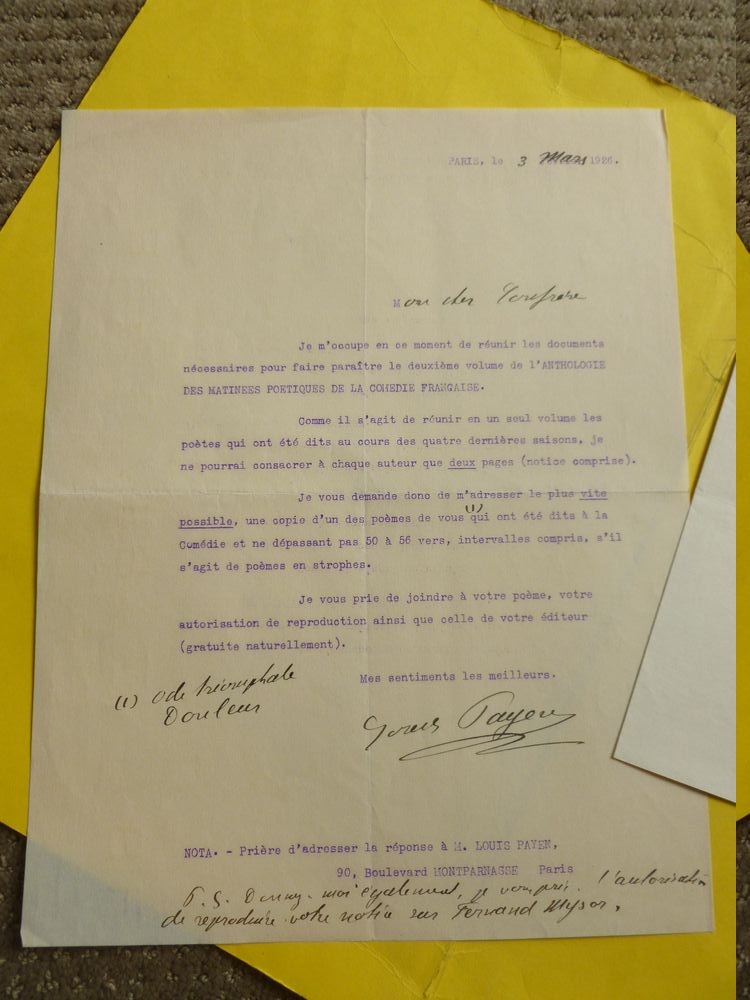 PARIS, le 3 Mars 1926.
Mon cher Confrère
Je m'occupe en ce moment de réunir les documents
nécessaires pour faire paraître le deuxième volume de l'ANTHOLOGIE
DES MATINEES POETIQUES DE LA COMEDIE FRANCAISE.
Comme il s'agit de réunir en un seul volume les
poètes qui ont été dits au cours des quatre dernières saisons, je
ne pourrai consacrer à chaque auteur que deux pages (notice comprise).
Je vous demande donc de m'adresser le plus vite
(1)
possible, une copie d'un des poèmes de vous qui ont été dits à la
Comédie et ne dépassant pas 50 à 56 vers, intervalles compris, s'il
s'agit de poèmes en strophes.
Je vous prie de joindre à votre poème, votre
autorisation de reproduction ainsi que celle de votre éditeur
(gratuite naturellement).
Mes sentiments les meilleurs.
(1) Ode triomphale
Douleur
Louis Payen
NOTA. - Prière d'adresser la réponse à M. LOUIS PAYEN,
90, Boulevard MONTPARNASSE Paris
P.S. Donnez-moi également, je vous prie, l'autorisation
de reproduire votre notice sur Fernand Mysor.